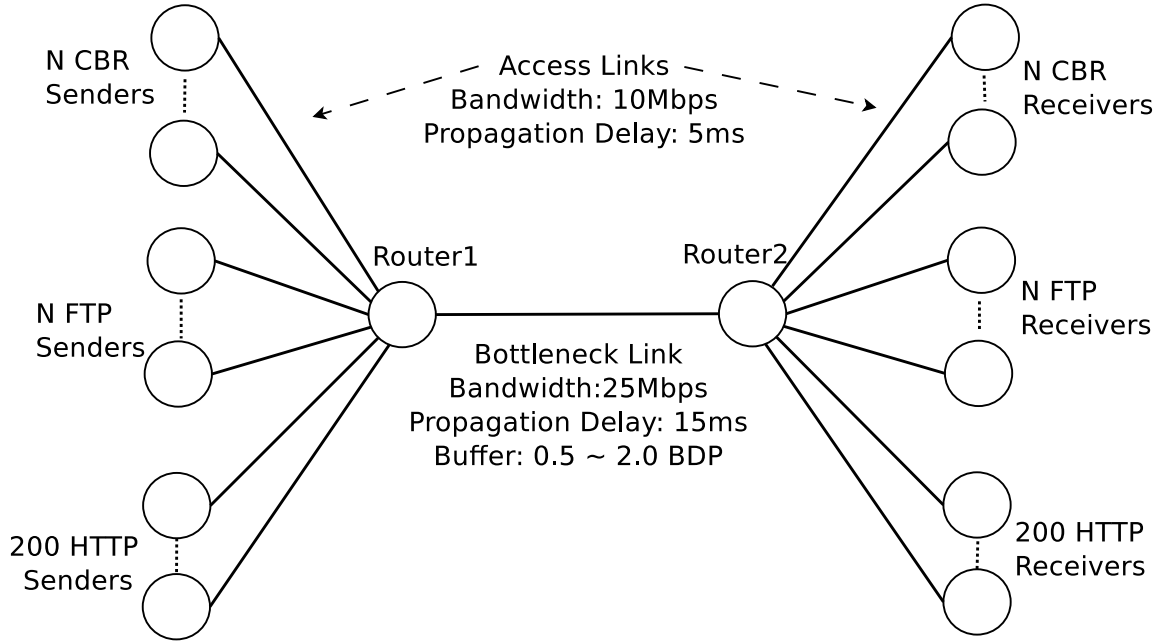 N CBR
Senders
Access Links
Bandwidth: 10Mbps
Propagation Delay: 5ms
N CBR
Receivers
Router1
Router2
N FTP
Senders
N FTP
Receivers
Bottleneck Link
Bandwidth:25Mbps
Propagation Delay: 15ms
Buffer: 0.5 ~ 2.0 BDP
200 HTTP
Senders
200 HTTP
Receivers